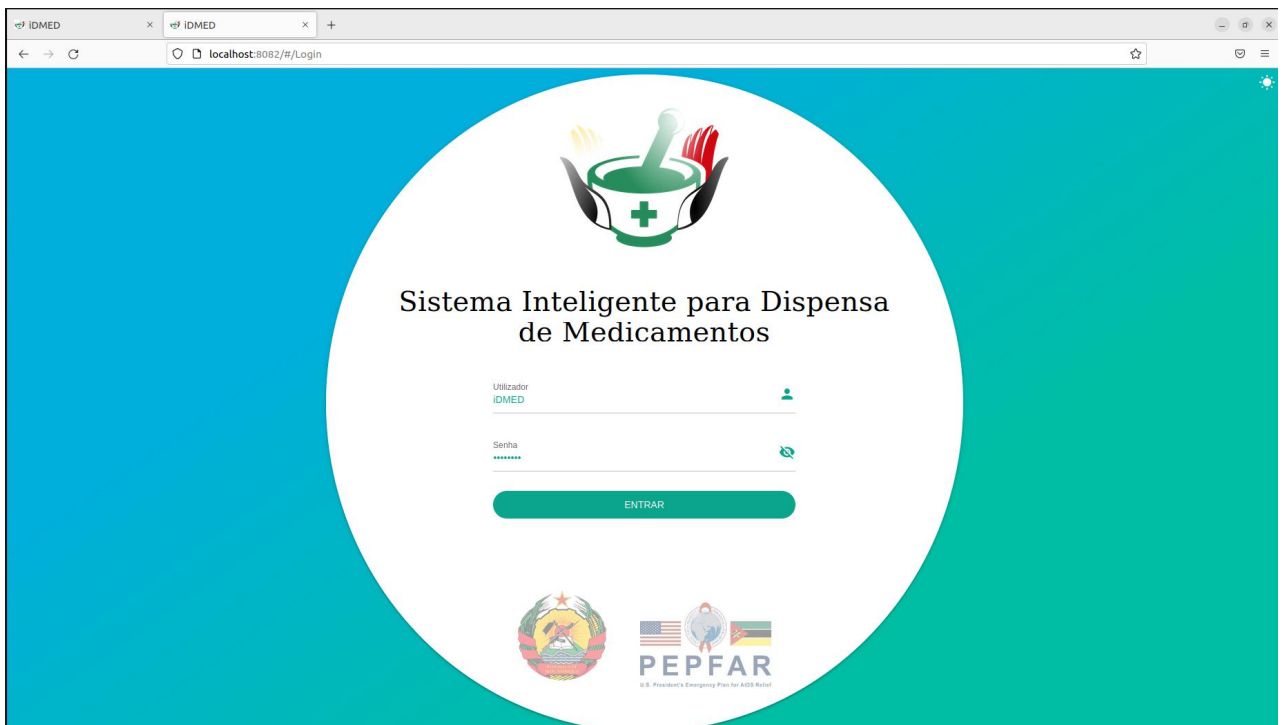 iDMED
iDMED
localhost:8082/#/Login
Sistema Inteligente para Dispensa
de Medicamentos
Utilizador
iDMED
Senha
••••••••
ENTRAR
PEPFAR
U.S. President's Emergency Plan for AIDS Relief